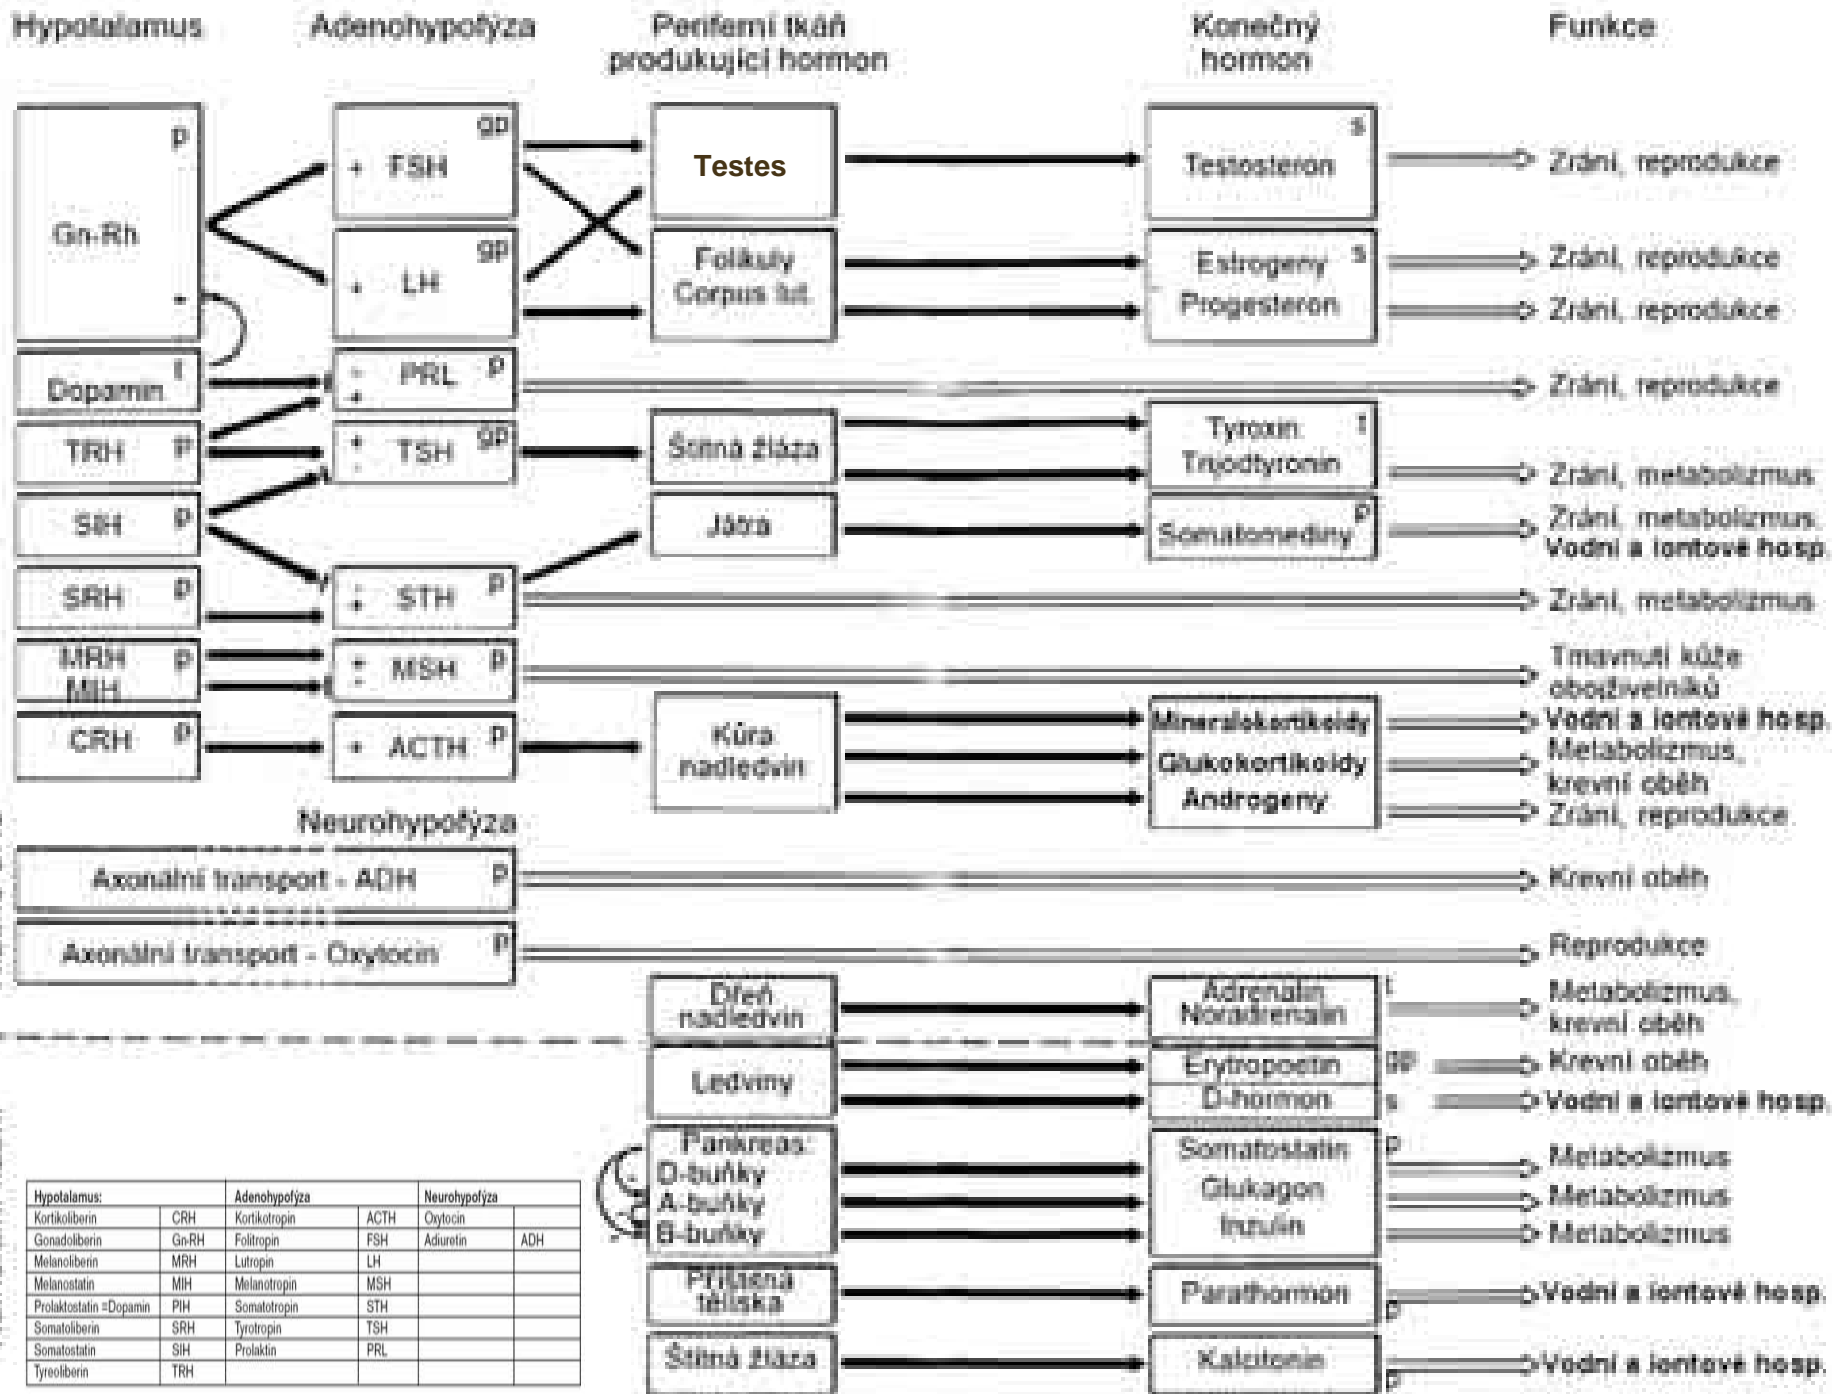 Hypotalamus
Adenohypofýza
Periferní tkáň
produkující hormon
Konečný
hormon
Funkce
p
Gn-Rh
-
gp
+ FSH
gp
+ LH
Testes
Folikuly
Corpus lut.
s
Testosteron
Estrogeny s
Progesteron
Zrání, reprodukce
Zrání, reprodukce
Zrání, reprodukce
Dopamin t
- PRL p
+
Zrání, reprodukce
TRH p
+ TSH gp
-
Štítná žláza
Tyroxin t
Trijodtyronin
Zrání, metabolizmus
SIH p
Játra
Somatomediny p
Zrání, metabolizmus.
Vodní a iontové hosp.
SRH p
- STH p
+
Zrání, metabolizmus
MRH p
MIH
+ MSH p
-
Tmavnutí kůže
obojživelníků
CRH p
+ ACTH p
Kůra
nadledvin
Mineralokortikoidy
Glukokortikoidy
Androgeny
Vodní a iontové hosp.
Metabolizmus,
krevní oběh
Zrání, reprodukce
Neurohypofýza
Axonální transport - ADH p
Krevní oběh
Axonální transport - Oxytocin p
Reprodukce
Dřeň
nadledvin
Adrenalin t
Noradrenalin
Metabolizmus,
krevní oběh
Ledviny
Erytropoetin gp
D-hormon s
Krevní oběh
Vodní a iontové hosp.
Pankreas:
D-buňky
A-buňky
B-buňky
Somatostatin p
Glukagon
Inzulin
Metabolizmus
Metabolizmus
Metabolizmus
Příštítná
tělíska
Parathormon p
Vodní a iontové hosp.
Štítná žláza
Kalcitonin p
Vodní a iontové hosp.
Hypotalamus: Adenohypofýza Neurohypofýza
Kortikoliberin CRH Kortikotropin ACTH Oxytocin
Gonadoliberin Gn-RH Folitropin FSH Adiuretin ADH
Melanoliberin MRH Lutropin LH
Melanostatin MIH Melanotropin MSH
Prolaktostatin =Dopamin PIH Somatotropin STH
Somatoliberin SRH Tyrotropin TSH
Somatostatin SIH Prolaktin PRL
Tyreoliberin TRH